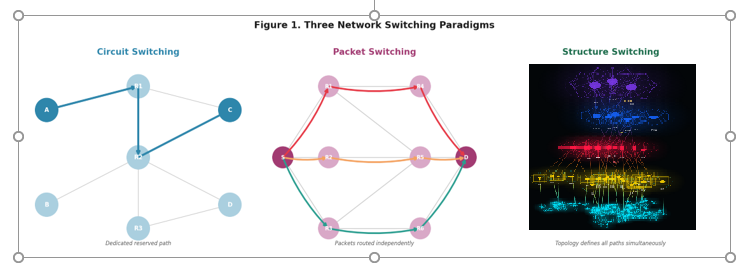 Figure 1. Three Network Switching Paradigms
Circuit Switching
Packet Switching
Structure Switching
A
C
B
D
R3
S
R2
R5
D
Dedicated reserved path
Packets routed independently
Topology defines all paths simultaneously